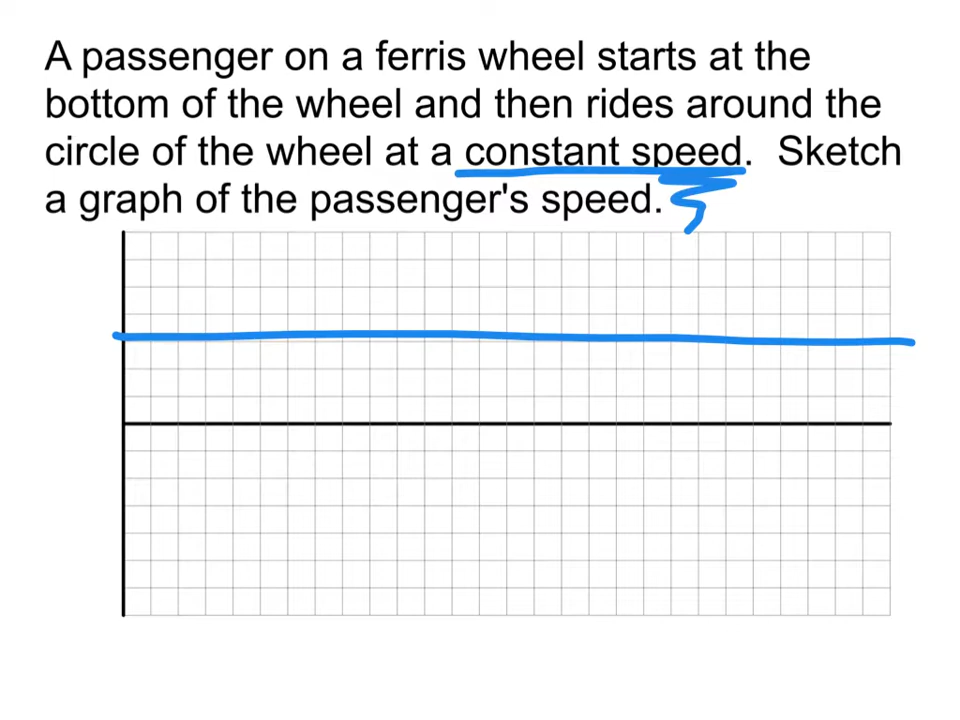 A passenger on a ferris wheel starts at the
bottom of the wheel and then rides around the
circle of the wheel at a constant speed. Sketch
a graph of the passenger's speed.